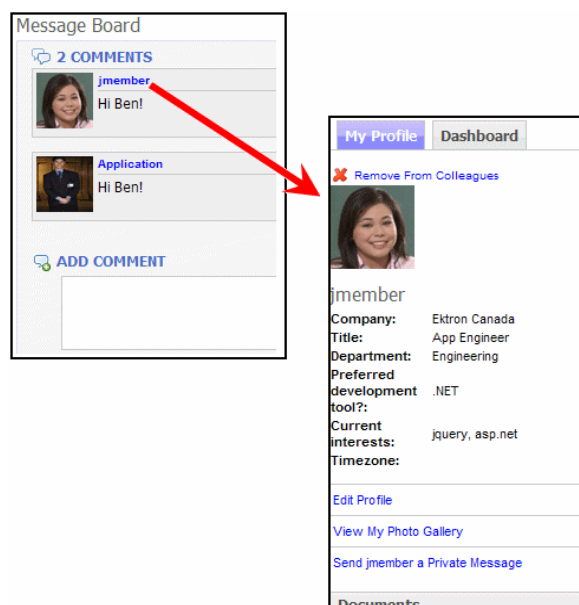 Message Board
2 COMMENTS
jmember
Hi Ben!
Application
Hi Ben!
ADD COMMENT
My Profile Dashboard
Remove From Colleagues
jmember
Company: Ektron Canada
Title: App Engineer
Department: Engineering
Preferred
development .NET
tool?:
Current
interests: jquery, asp.net
Timezone:
Edit Profile
View My Photo Gallery
Send jmember a Private Message
Documents